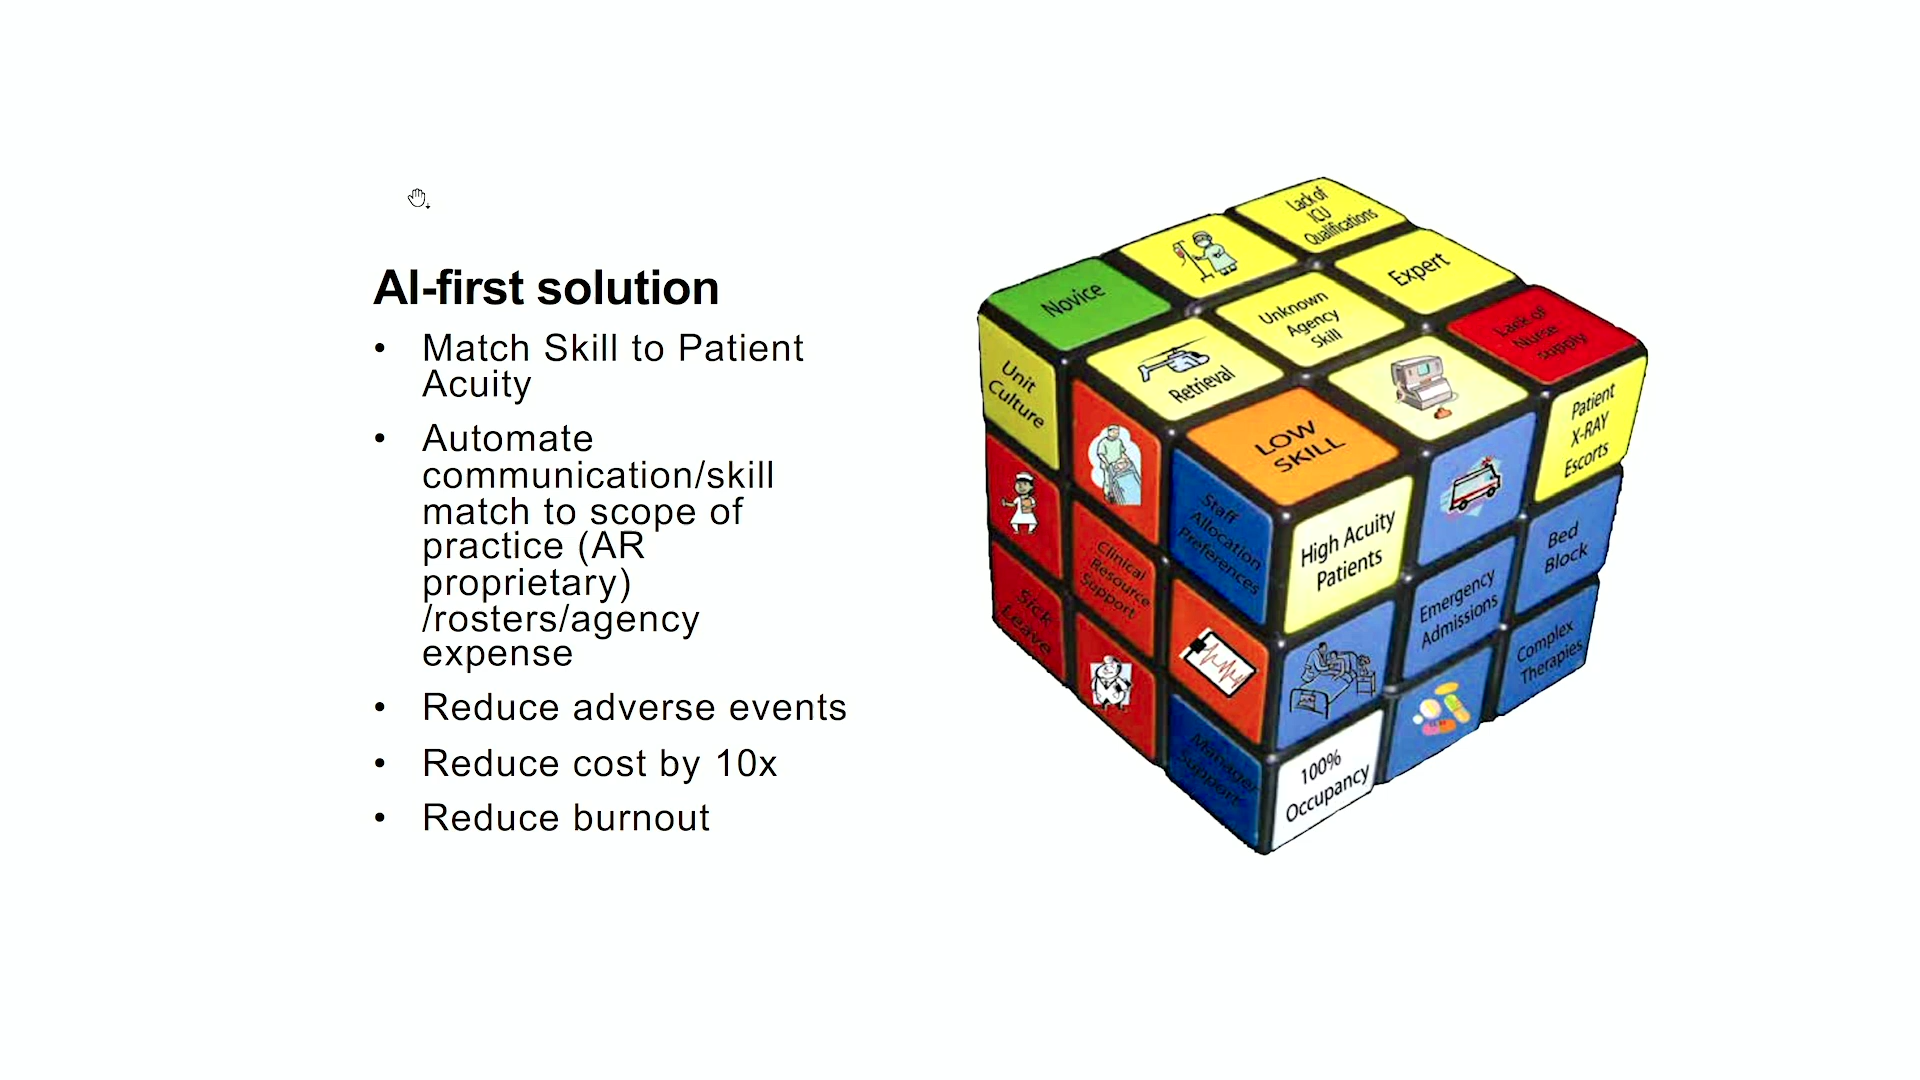 AI-first solution
• Match Skill to Patient
Acuity
• Automate
communication/skill
match to scope of
practice (AR
proprietary)
/rosters/agency
expense
• Reduce adverse events
• Reduce cost by 10x
• Reduce burnout
Lack of
ICU
Qualifications
Expert
Novice
Unknown
Agency
Skill
Lack of
Nurse
supply
Retrieval
LOW
SKILL
Unit
Culture
Staff
Allocation
Preferences
Clinical
Resource
Support
Sick
Leave
Manager
Support
Patient
X-RAY
Escorts
High Acuity
Patients
Bed
Block
Emergency
Admissions
Complex
Therapies
100%
Occupancy